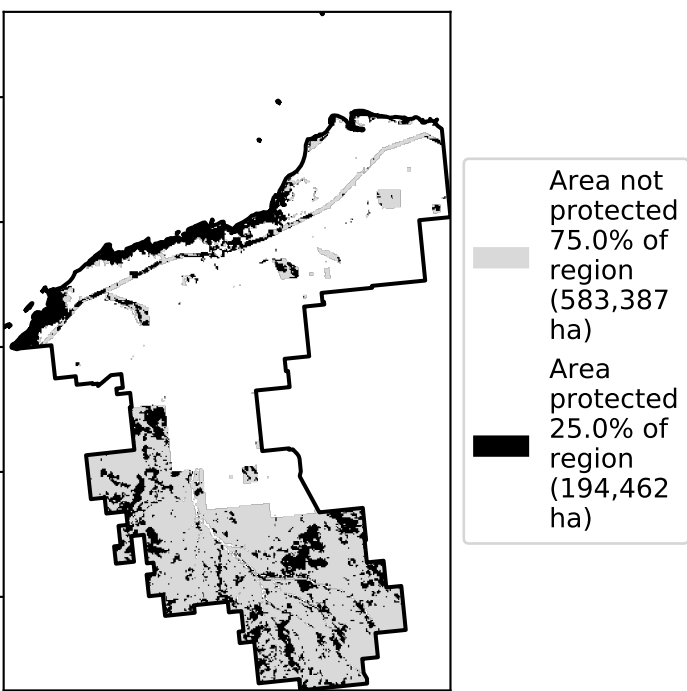 Area not
protected
75.0% of
region
(583,387
ha)
Area
protected
25.0% of
region
(194,462
ha)